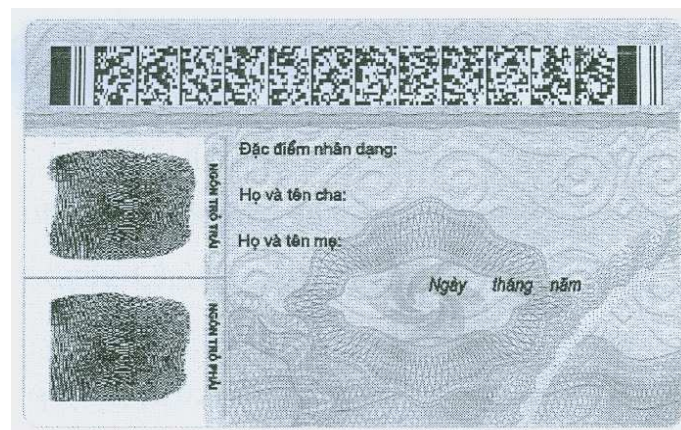 Đặc điểm nhân dạng:
NGÓN TRỎ TRÁI
Họ và tên cha:
Họ và tên mẹ:
Ngày tháng năm
NGÓN TRỎ PHẢI